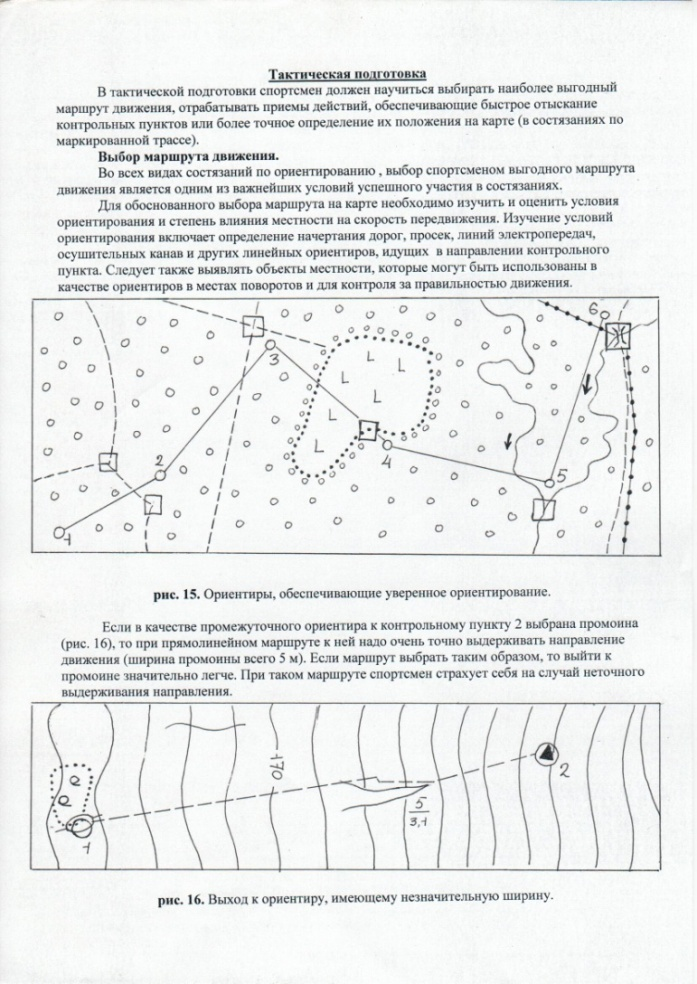 Тактическая подготовка
В тактической подготовки спортсмен должен научиться выбирать наиболее выгодный
маршрут движения, отрабатывать приемы действий, обеспечивающие быстрое отыскание
контрольных пунктов или более точное определение их положения на карте (в состязаниях по
маркированной трассе).
Выбор маршрута движения.
Во всех видах состязаний по ориентированию , выбор спортсменом выгодного маршрута
движения является одним из важнейших условий успешного участия в состязаниях.
Для обоснованного выбора маршрута на карте необходимо изучить и оценить условия
ориентирования и степень влияния местности на скорость передвижения. Изучение условий
ориентирования включает определение начертания дорог, просек, линий электропередач,
осушительных канав и других линейных ориентиров, идущих в направлении контрольного
пункта. Следует также выявлять объекты местности, которые могут быть использованы в
качестве ориентиров в местах поворотов и для контроля за правильностью движения.
1
2
3
L
L
L
L
L
L
4
5
6
рис. 15. Ориентиры, обеспечивающие уверенное ориентирование.
Если в качестве промежуточного ориентира к контрольному пункту 2 выбрана промоина
(рис. 16), то при прямолинейном маршруте к ней надо очень точно выдерживать направление
движения (ширина промоины всего 5 м). Если маршрут выбрать таким образом, то выйти к
промоине значительно легче. При таком маршруте спортсмен страхует себя на случай неточного
выдерживания направления.
1
170
5
3,1
2
рис. 16. Выход к ориентиру, имеющему незначительную ширину.